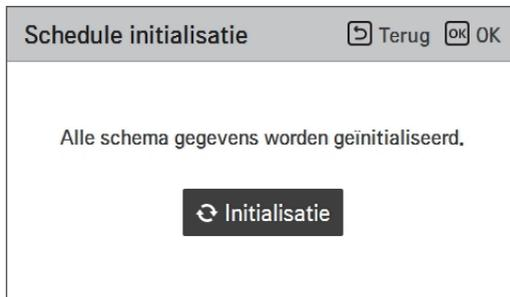 Schedule initialisatie
Terug
OK OK
Alle schema gegevens worden geïnitialiseerd.
Initialisatie